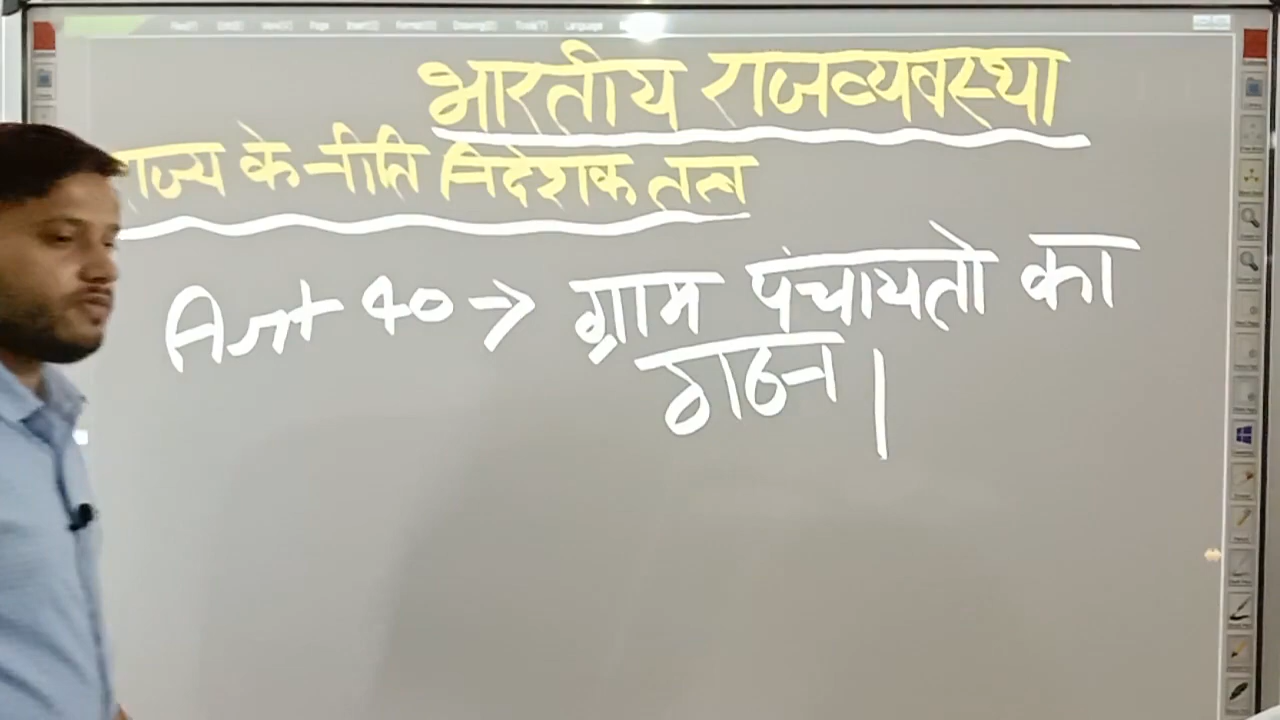 भारतीय राजव्यवस्था
राज्य के नीति निदेशक तत्व
Art 40 → ग्राम पंचायतो का
गठन |